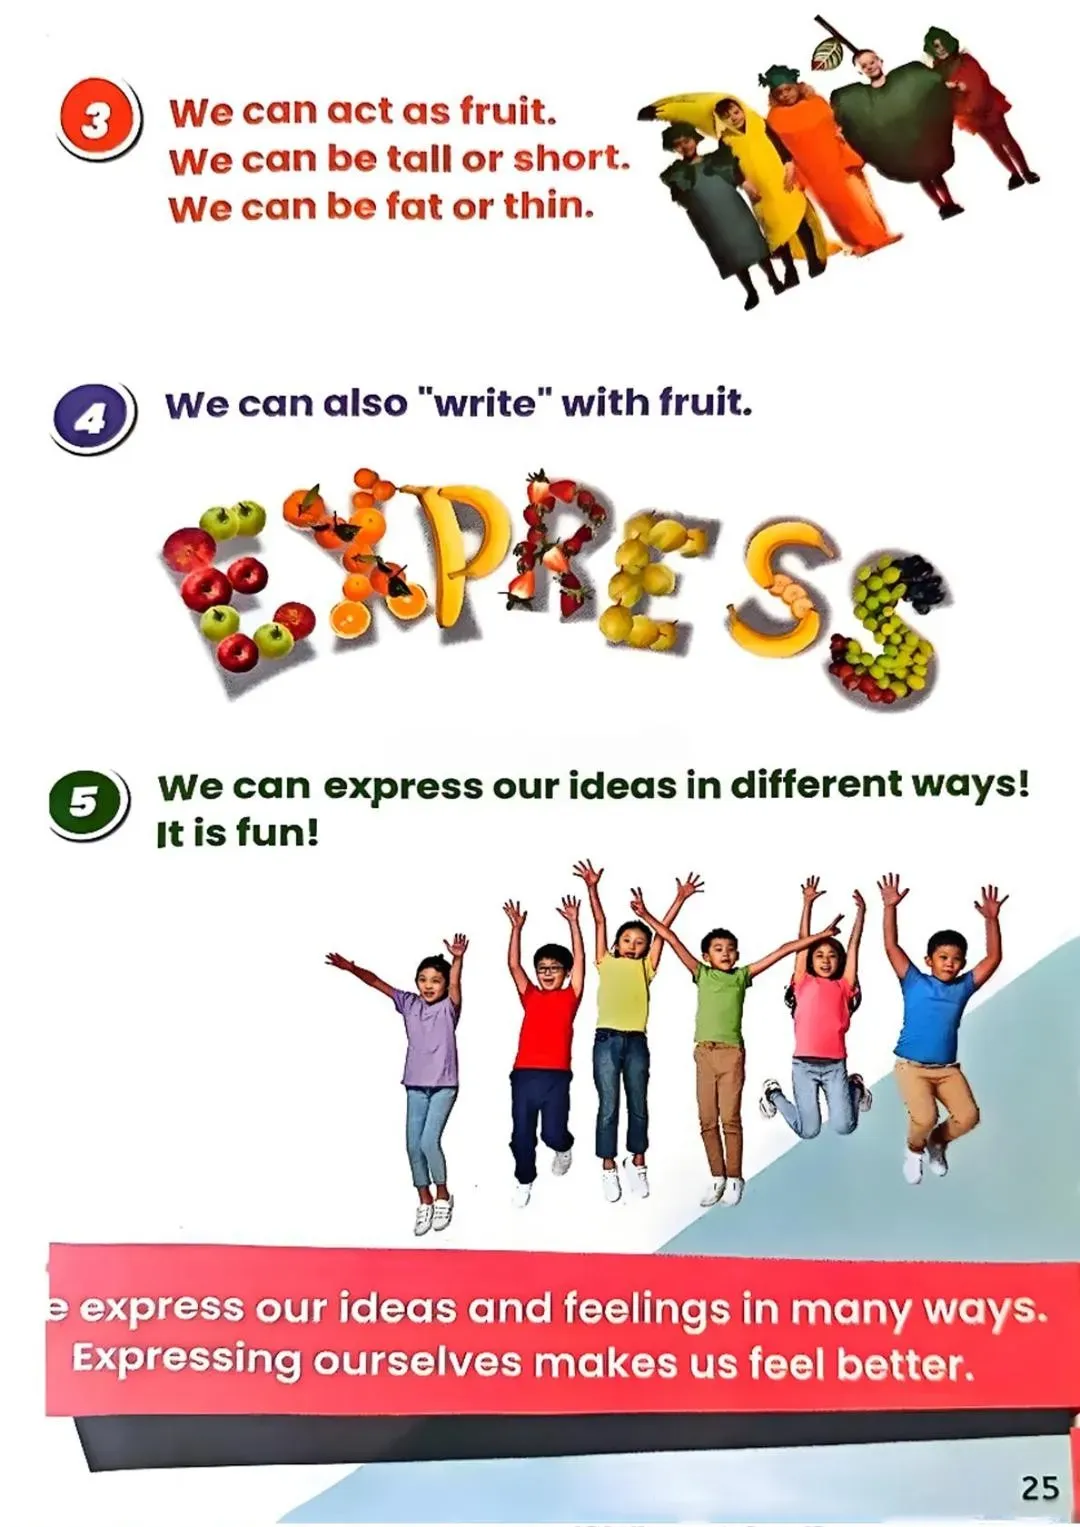 3
We can act as fruit.
We can be tall or short.
We can be fat or thin.
4
We can also "write" with fruit.
EXPRESS
5
We can express our ideas in different ways!
It is fun!
e express our ideas and feelings in many ways.
Expressing ourselves makes us feel better.
25